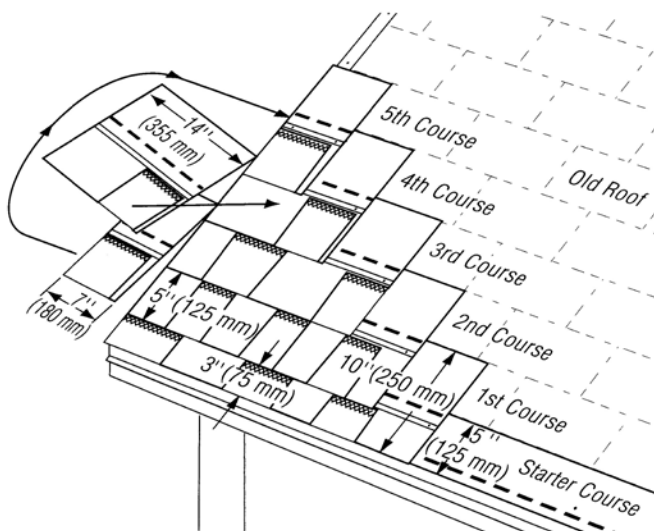 5th Course
14"
(355 mm)
Old Roof
4th Course
3rd Course
7"
(180 mm)
5" (125 mm)
2nd Course
3" (75 mm)
10" (250 mm)
1st Course
5"
(125 mm)
Starter Course